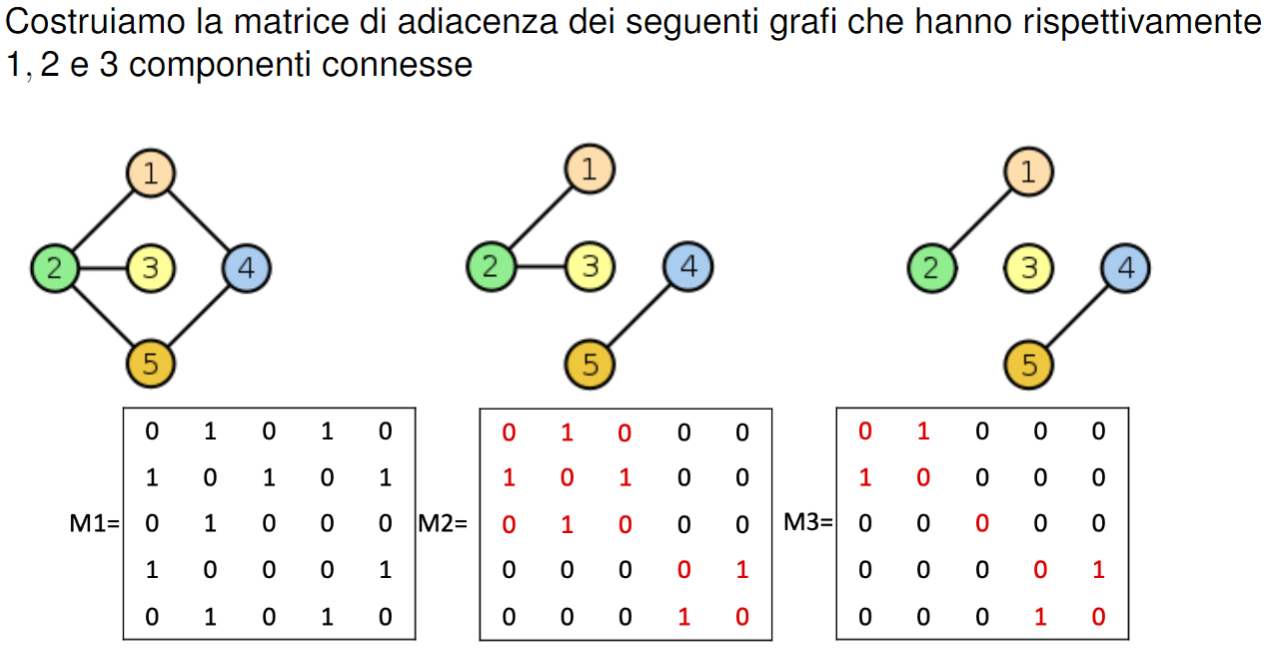 Costruiamo la matrice di adiacenza dei seguenti grafi che hanno rispettivamente
1, 2 e 3 componenti connesse
1
2 3 4
5
1
2 3 4
5
1
2 3 4
5
M1=
0 1 0 1 0
1 0 1 0 1
0 1 0 0 0
1 0 0 0 1
0 1 0 1 0
M2=
0 1 0 0 0
1 0 1 0 0
0 1 0 0 0
0 0 0 0 1
0 0 0 1 0
M3=
0 1 0 0 0
1 0 0 0 0
0 0 0 0 0
0 0 0 0 1
0 0 0 1 0